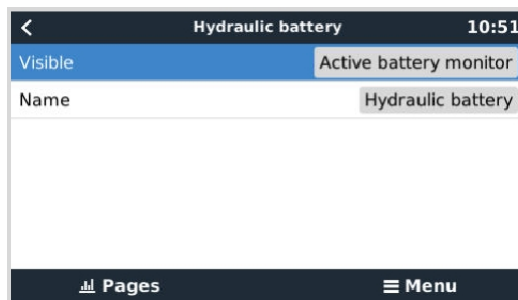 Hydraulic battery 10:51
Visible Active battery monitor
Name Hydraulic battery
Pages Menu